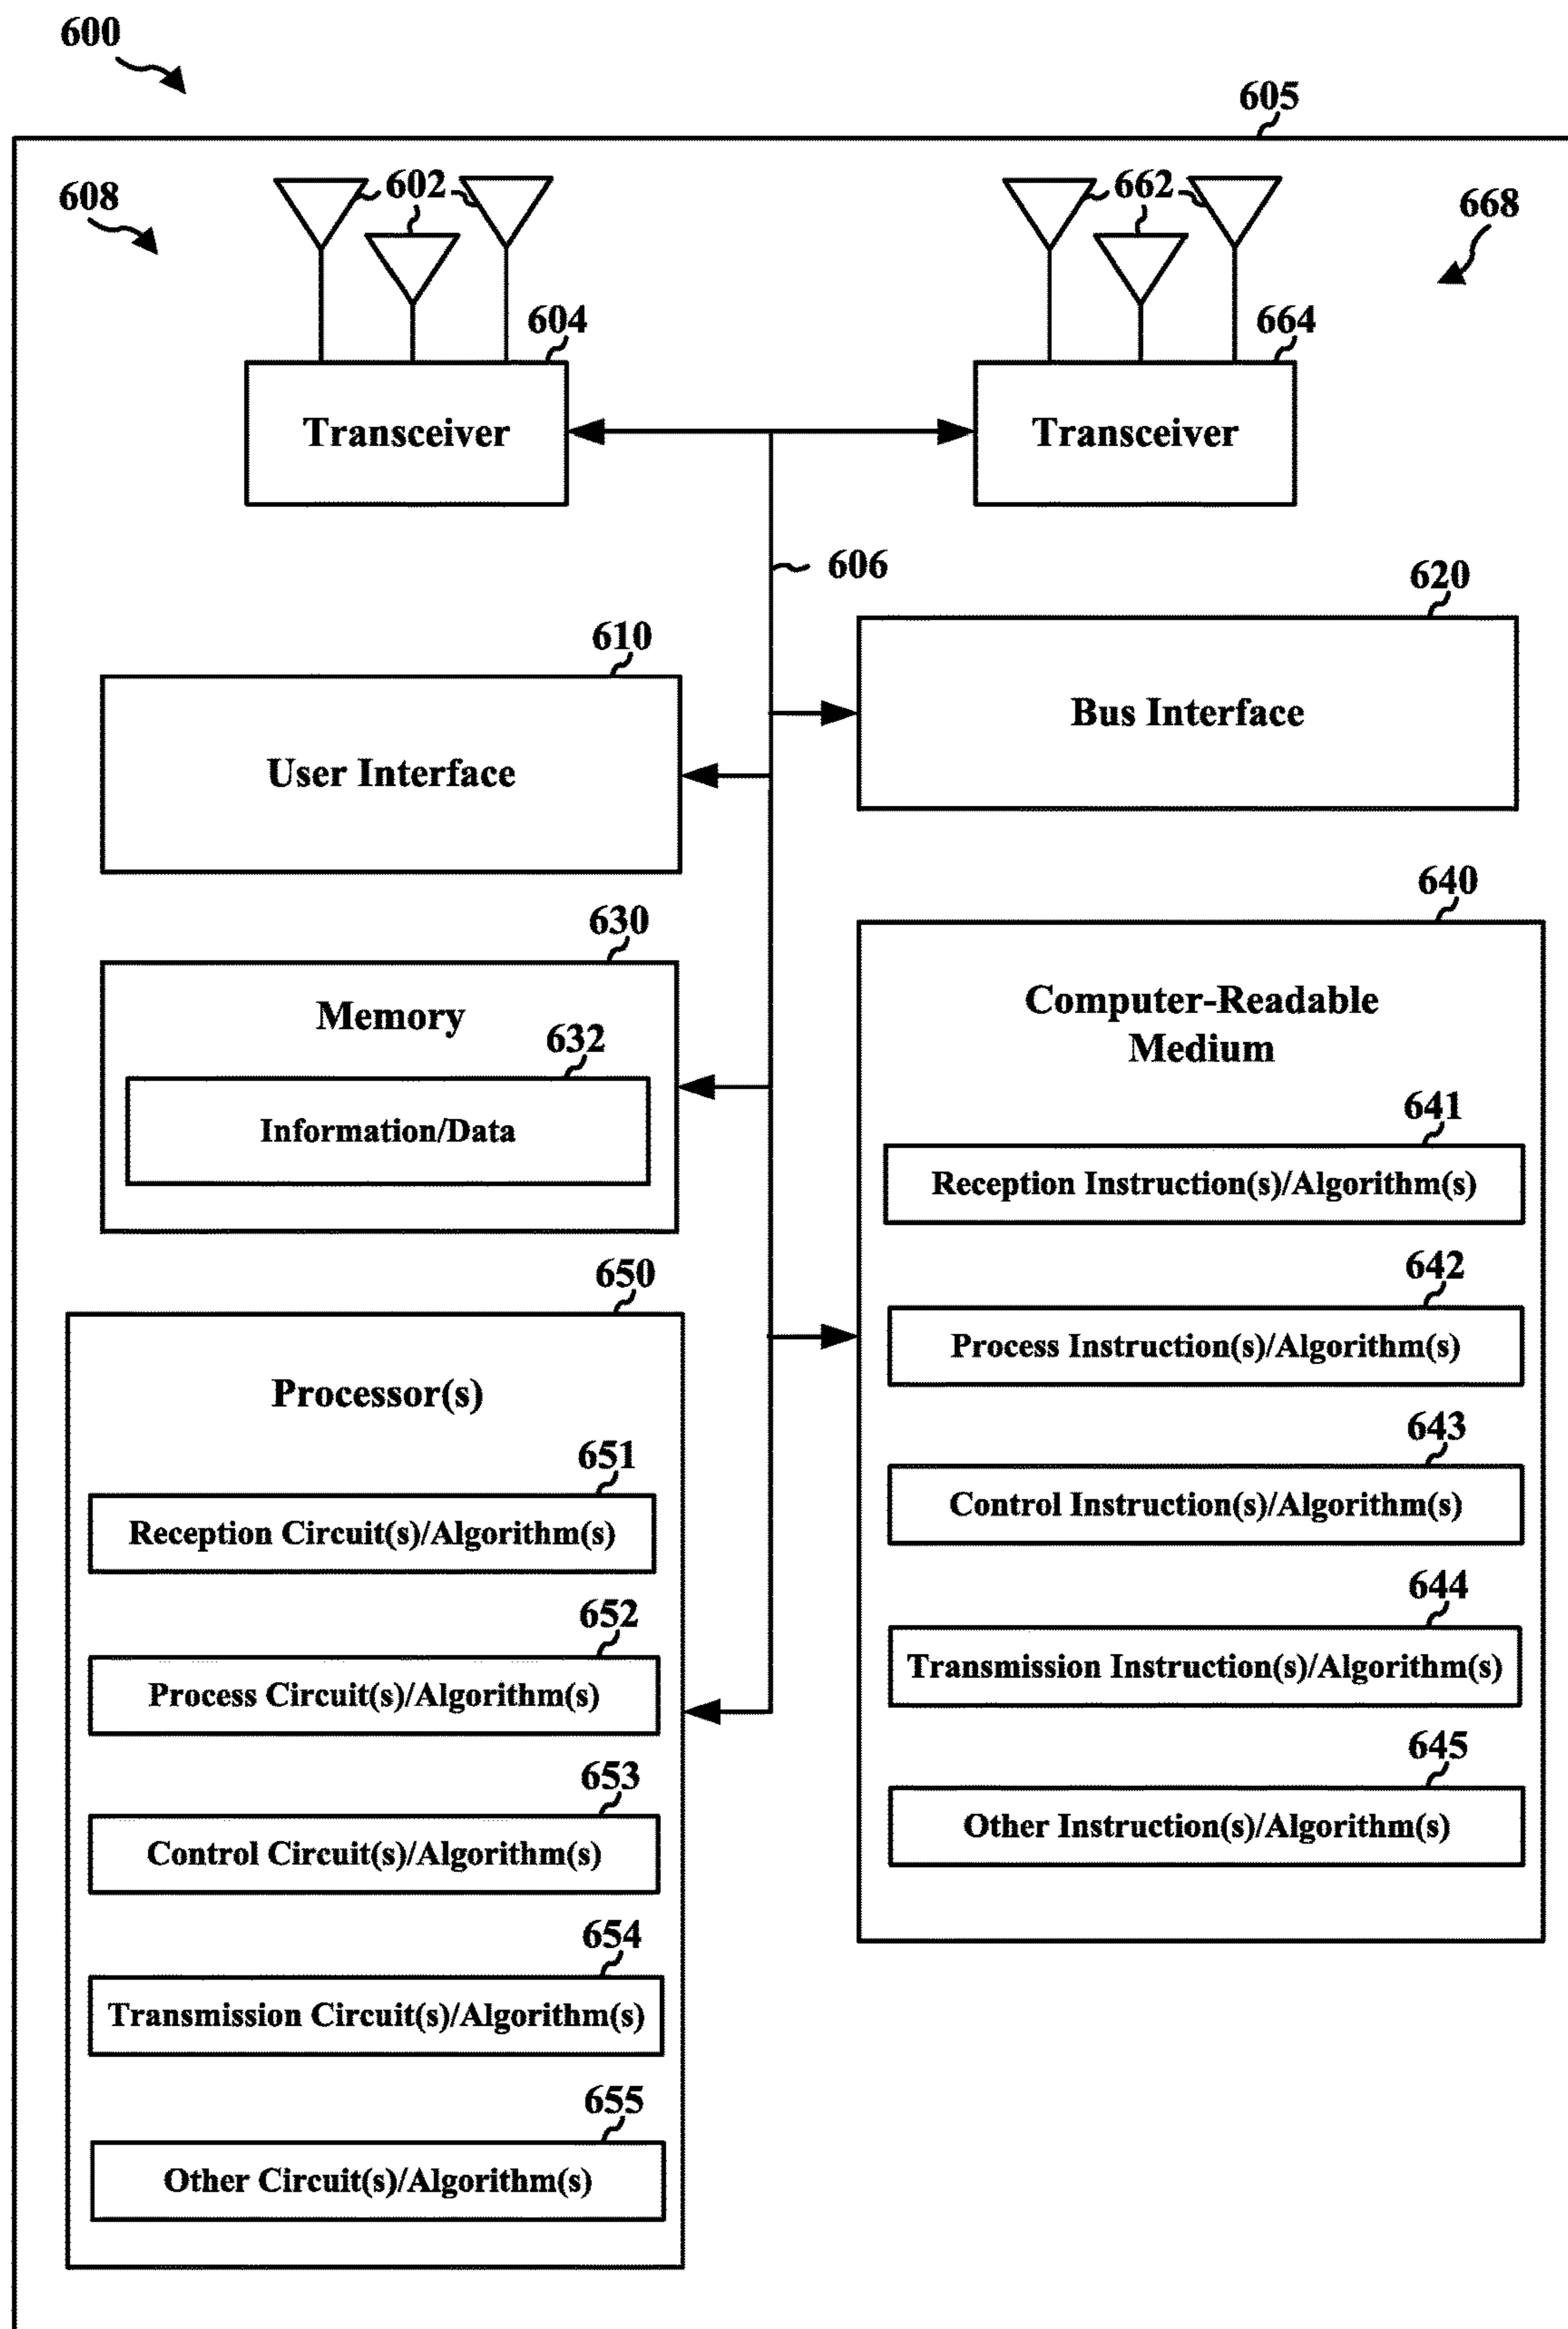 600
605
608
602
602
662
662
668
604
664
Transceiver
Transceiver
606
620
Bus Interface
610
User Interface
630
Memory
632
Information/Data
640
Computer-Readable
Medium
641
Reception Instruction(s)/Algorithm(s)
642
Process Instruction(s)/Algorithm(s)
643
Control Instruction(s)/Algorithm(s)
644
Transmission Instruction(s)/Algorithm(s)
645
Other Instruction(s)/Algorithm(s)
650
Processor(s)
651
Reception Circuit(s)/Algorithm(s)
652
Process Circuit(s)/Algorithm(s)
653
Control Circuit(s)/Algorithm(s)
654
Transmission Circuit(s)/Algorithm(s)
655
Other Circuit(s)/Algorithm(s)